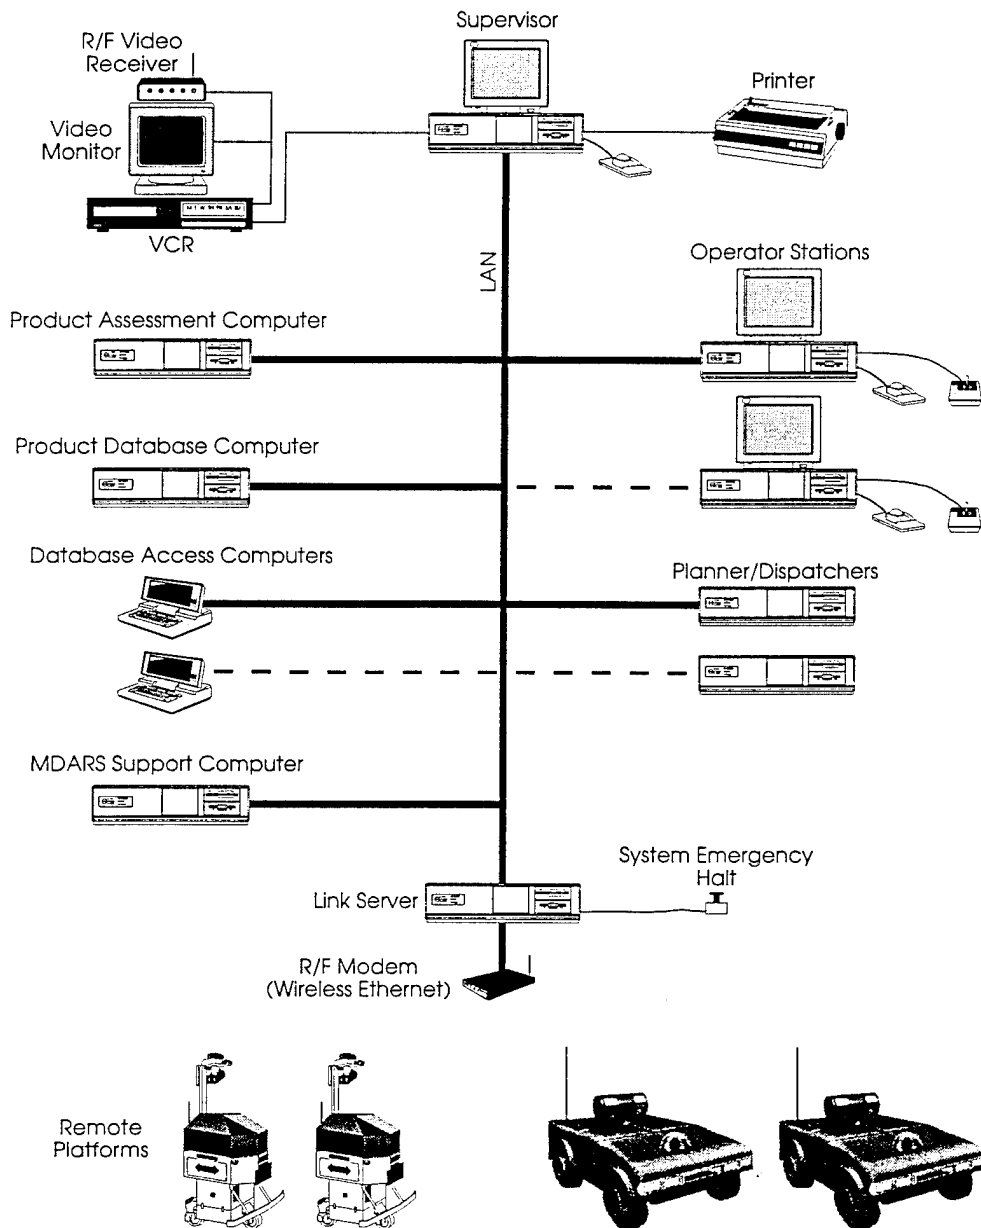 Supervisor
R/F Video
Receiver
Printer
Video
Monitor
VCR
LAN
Operator Stations
Product Assessment Computer
Product Database Computer
Database Access Computers
Planner/Dispatchers
MDARS Support Computer
System Emergency
Halt
Link Server
R/F Modem
(Wireless Ethernet)
Remote
Platforms